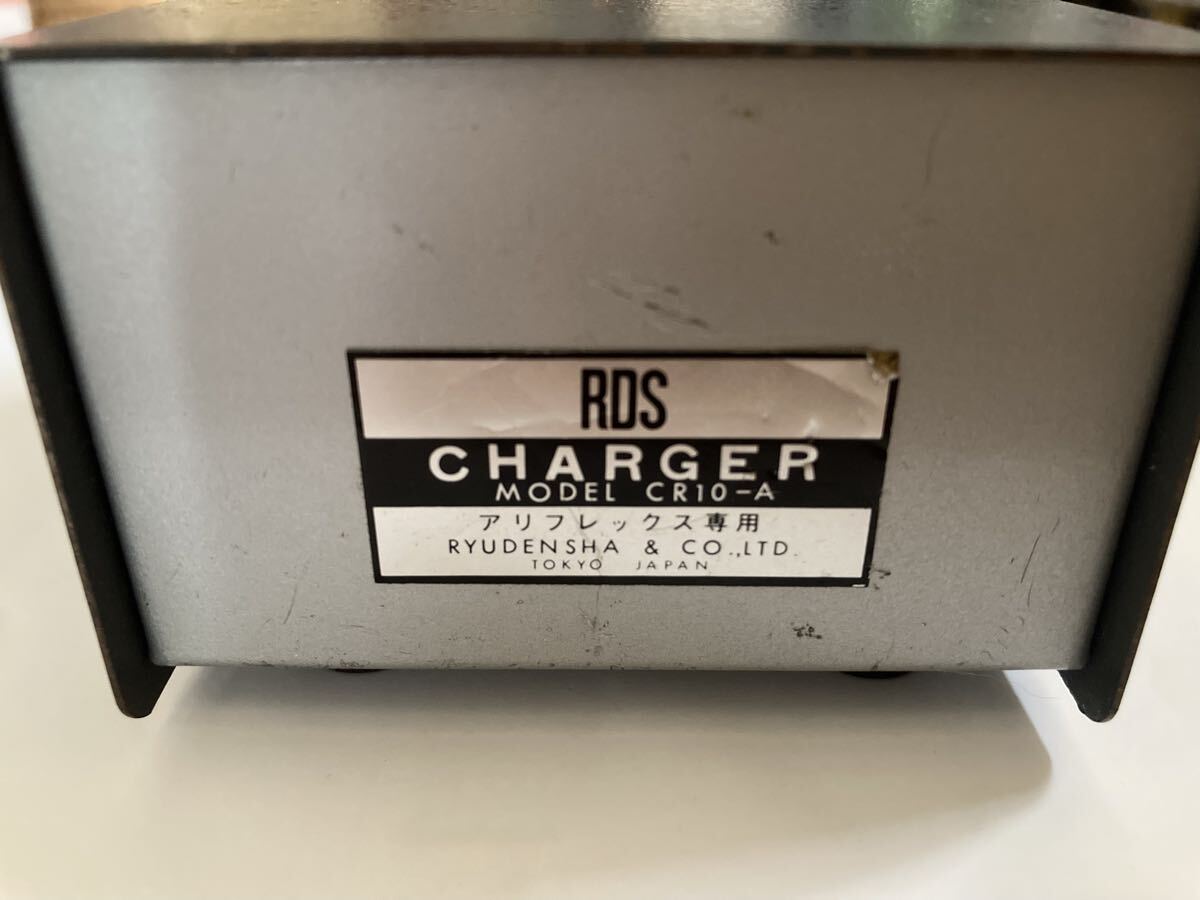 RDS
CHARGER
MODEL CR10-A
アリフレックス専用
RYUDENSHA & CO.,LTD.
TOKYO JAPAN